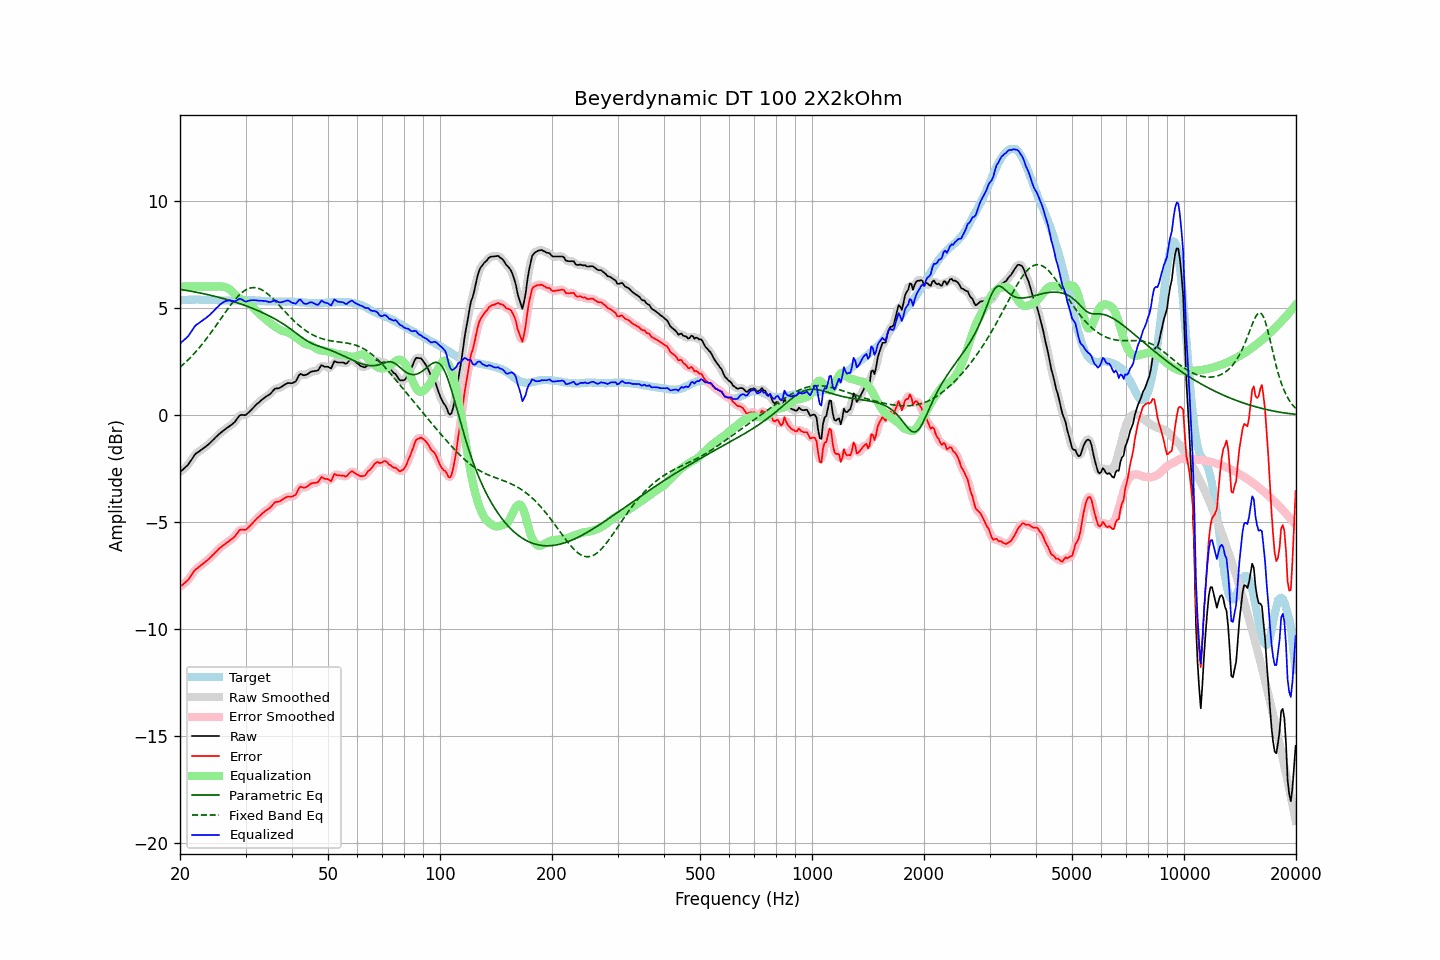 Beyerdynamic DT 100 2X2kOhm
Amplitude (dBr)
10
5
0
−5
−10
−15
−20
Target
Raw Smoothed
Error Smoothed
Raw
Error
Equalization
Parametric Eq
Fixed Band Eq
Equalized
20
50
100
200
500
1000
2000
5000
10000
20000
Frequency (Hz)